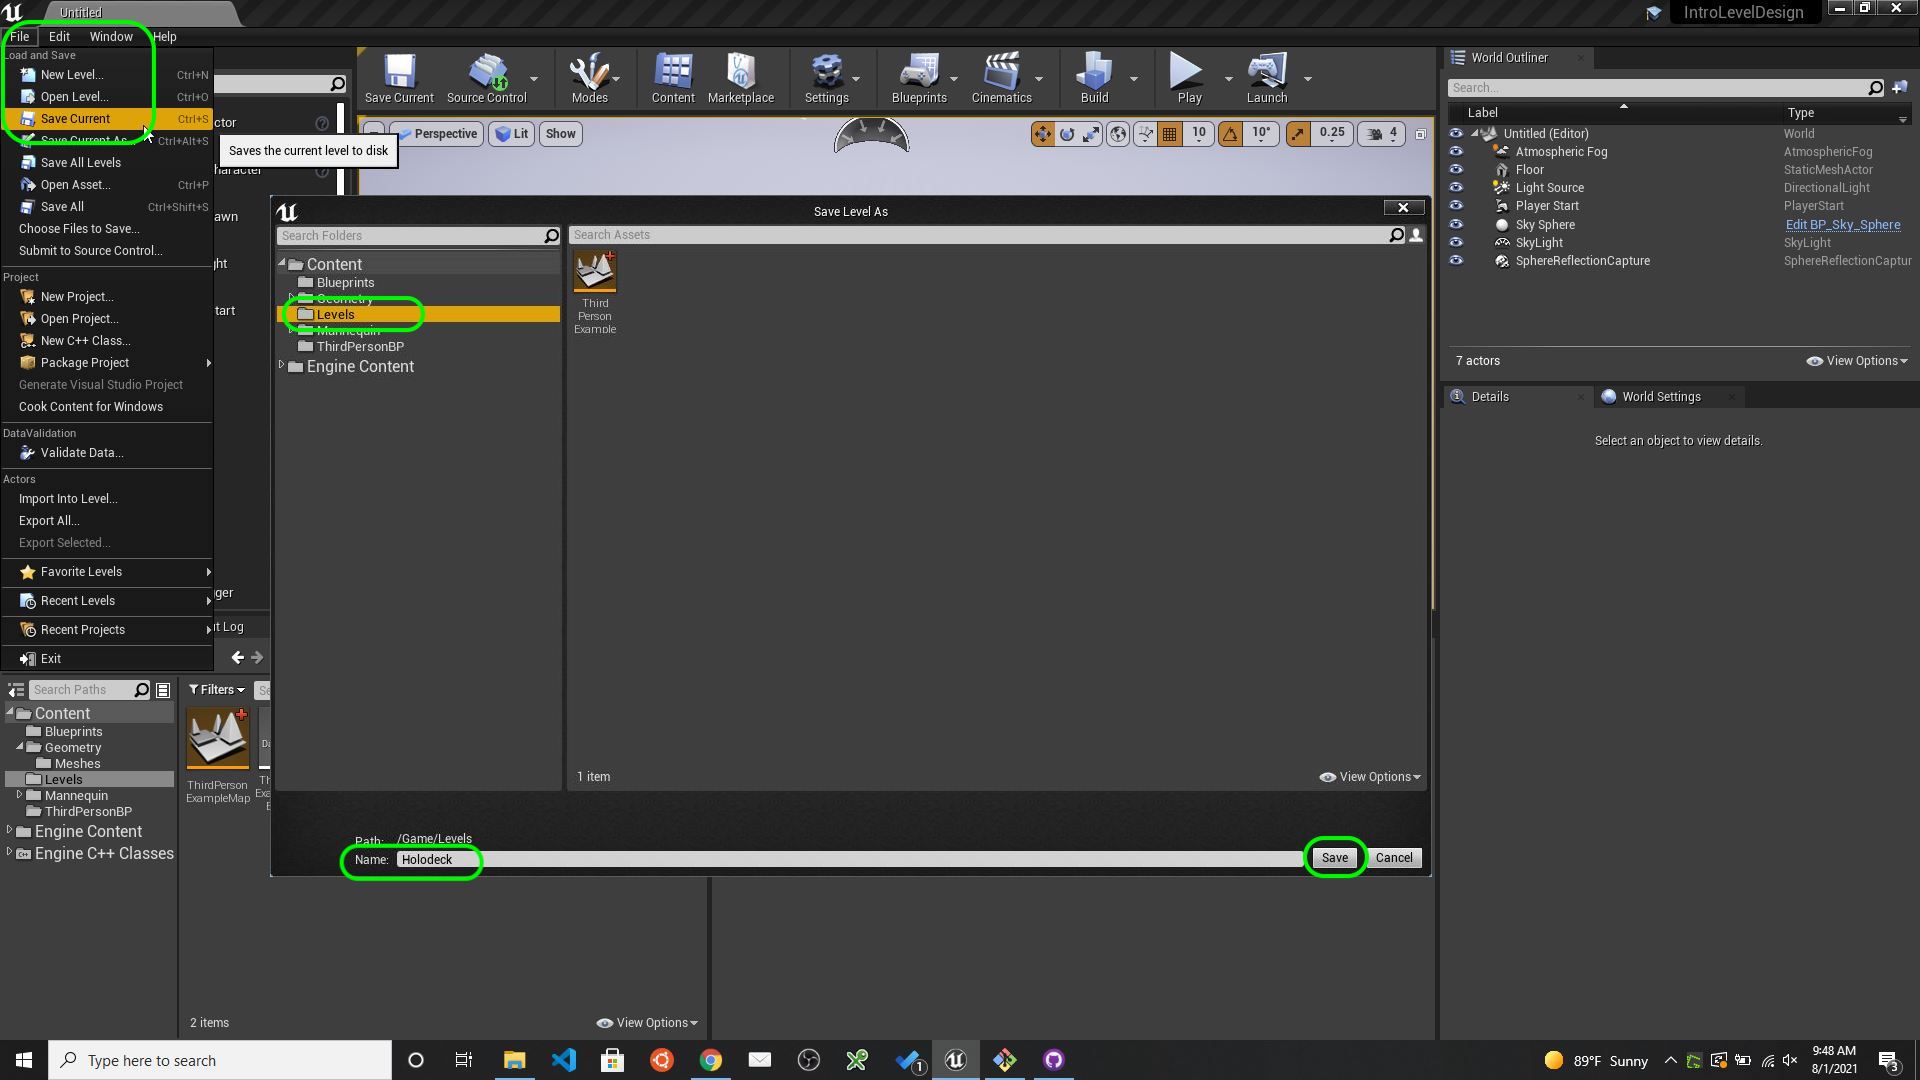 Untitled
IntroLevelDesign
File Edit Window Help
Load and Save
New Level... Ctrl+N
Open Level... Ctrl+O
Save Current Ctrl+S
Save Current As... Ctrl+Alt+S
Save All Levels
Open Asset... Ctrl+P
Save All Ctrl+Shift+S
Choose Files to Save...
Submit to Source Control...
Project
New Project...
Open Project...
New C++ Class...
Package Project
Generate Visual Studio Project
Cook Content for Windows
DataValidation
Validate Data...
Actors
Import Into Level...
Export All...
Export Selected...
Favorite Levels
Recent Levels
Recent Projects
Exit
Saves the current level to disk
Save Current Source Control Modes Content Marketplace Settings Blueprints Cinematics Build Play Launch
Perspective Lit Show 10 10° 0.25 4
World Outliner
Search...
Label Type
Untitled (Editor) World
Atmospheric Fog AtmosphericFog
Floor StaticMeshActor
Light Source DirectionalLight
Player Start PlayerStart
Sky Sphere Edit BP_Sky_Sphere
SkyLight SkyLight
SphereReflectionCapture SphereReflectionCaptur
7 actors View Options
Details World Settings
Select an object to view details.
Save Level As
Search Folders Search Assets
Content
Blueprints
Geometry
Levels
Mannequin
ThirdPersonBP
Engine Content
Third
Person
Example
1 item View Options
Path: /Game/Levels
Name: Holodeck Save Cancel
actor
haracter
awn
ght
tart
ger
ut Log
Search Paths Filters Se
Content
Blueprints
Geometry
Meshes
Levels
Mannequin
ThirdPersonBP
Engine Content
Engine C++ Classes
ThirdPerson
ExampleMap
2 items View Options
Type here to search
1
89°F Sunny
9:48 AM
8/1/2021
3